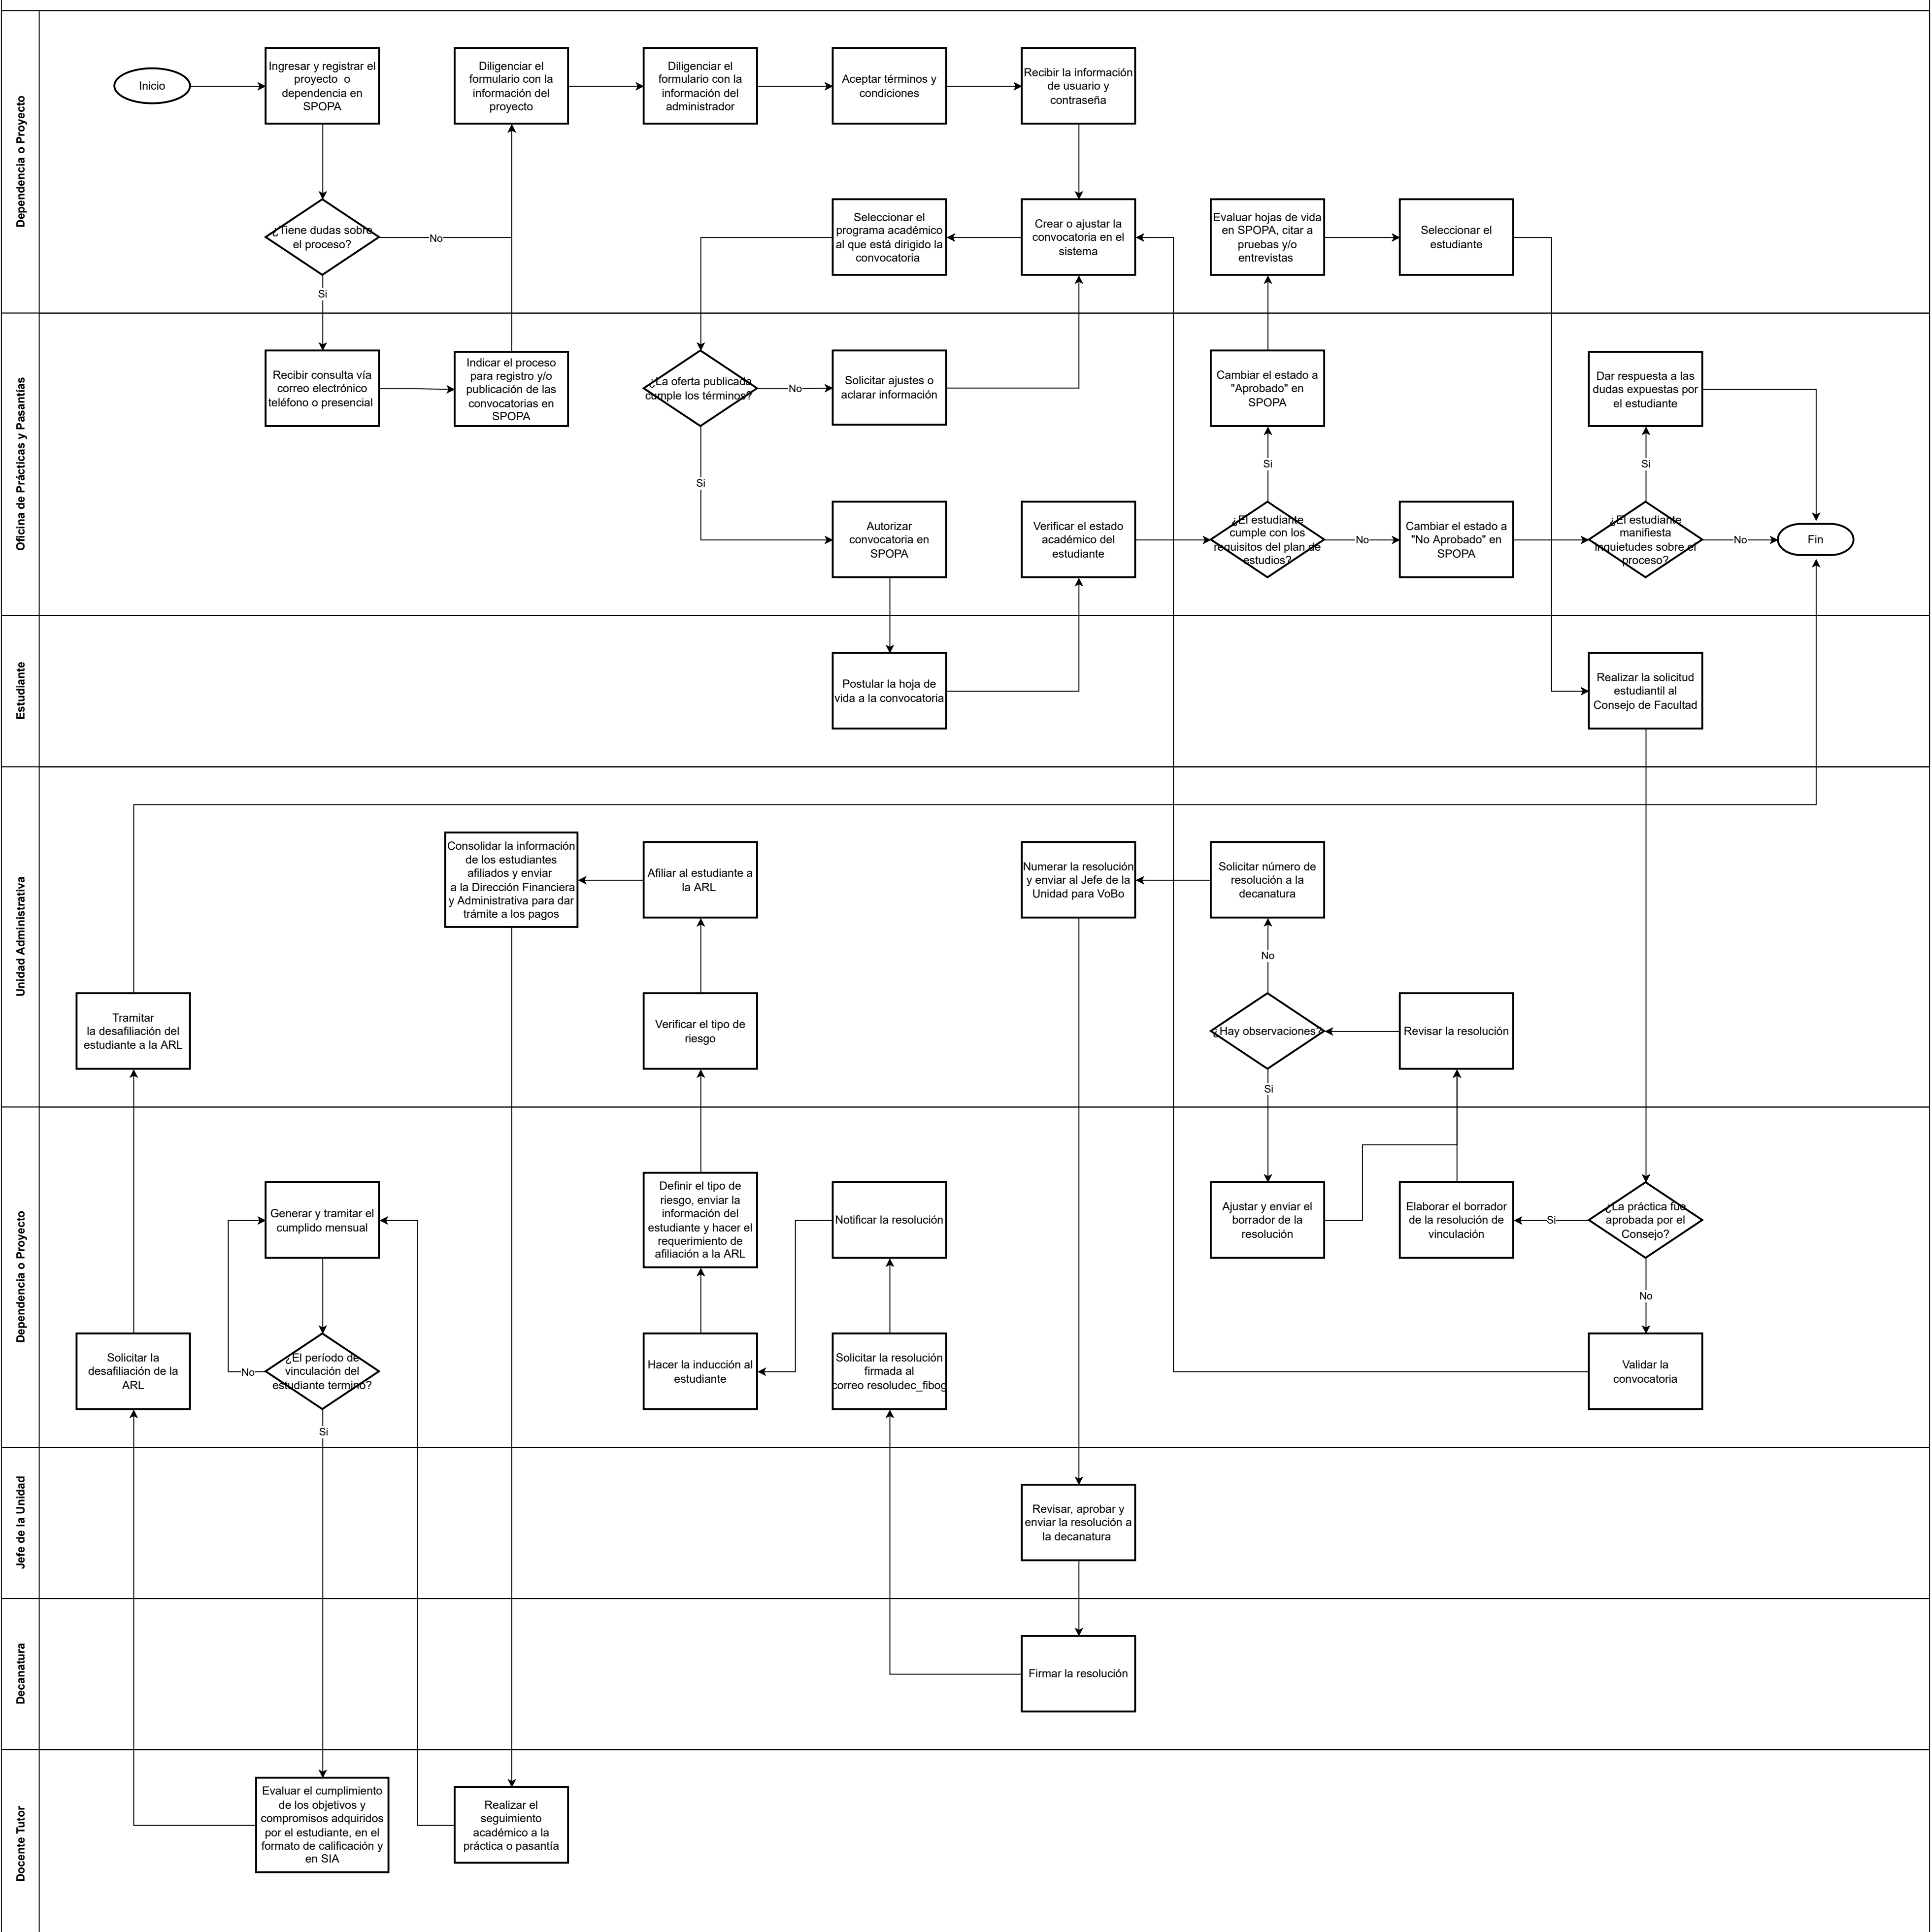 Dependencia o Proyecto
Inicio
Ingresar y registrar el
proyecto o
dependencia en
SPOPA
Diligenciar el
formulario con la
información del
proyecto
Diligenciar el
formulario con la
información del
administrador
Aceptar términos y
condiciones
Recibir la información
de usuario y
contraseña
¿Tiene dudas sobre
el proceso?
No
Si
Seleccionar el
programa académico
al que está dirigido la
convocatoria
Crear o ajustar la
convocatoria en el
sistema
Evaluar hojas de vida
en SPOPA, citar a
pruebas y/o
entrevistas
Seleccionar el
estudiante
Oficina de Prácticas y Pasantías
Recibir consulta vía
correo electrónico
teléfono o presencial
Indicar el proceso
para registro y/o
publicación de las
convocatorias en
SPOPA
¿La oferta publicada
cumple los términos?
No
Si
Solicitar ajustes o
aclarar información
Cambiar el estado a
"Aprobado" en
SPOPA
Dar respuesta a las
dudas expuestas por
el estudiante
Si
Si
Autorizar
convocatoria en
SPOPA
Verificar el estado
académico del
estudiante
¿El estudiante
cumple con los
requisitos del plan de
estudios?
No
Cambiar el estado a
"No Aprobado" en
SPOPA
¿El estudiante
manifiesta
inquietudes sobre el
proceso?
No
Fin
Estudiante
Postular la hoja de
vida a la convocatoria
Realizar la solicitud
estudiantil al
Consejo de Facultad
Unidad Administrativa
Consolidar la información
de los estudiantes
afiliados y enviar
a la Dirección Financiera
y Administrativa para dar
trámite a los pagos
Afiliar al estudiante a
la ARL
Numerar la resolución
y enviar al Jefe de la
Unidad para VoBo
Solicitar número de
resolución a la
decanatura
No
Tramitar
la desafiliación del
estudiante a la ARL
Verificar el tipo de
riesgo
¿Hay observaciones?
Si
Revisar la resolución
Dependencia o Proyecto
Generar y tramitar el
cumplido mensual
Definir el tipo de
riesgo, enviar la
información del
estudiante y hacer el
requerimiento de
afiliación a la ARL
Notificar la resolución
Ajustar y enviar el
borrador de la
resolución
Elaborar el borrador
de la resolución de
vinculación
Si
¿La práctica fue
aprobada por el
Consejo?
No
Solicitar la
desafiliación de la
ARL
No
¿El período de
vinculación del
estudiante terminó?
Si
Hacer la inducción al
estudiante
Solicitar la resolución
firmada al
correo resoludec_fibog
Validar la
convocatoria
Jefe de la Unidad
Revisar, aprobar y
enviar la resolución a
la decanatura
Decanatura
Firmar la resolución
Docente Tutor
Evaluar el cumplimiento
de los objetivos y
compromisos adquiridos
por el estudiante, en el
formato de calificación y
en SIA
Realizar el
seguimiento
académico a la
práctica o pasantía